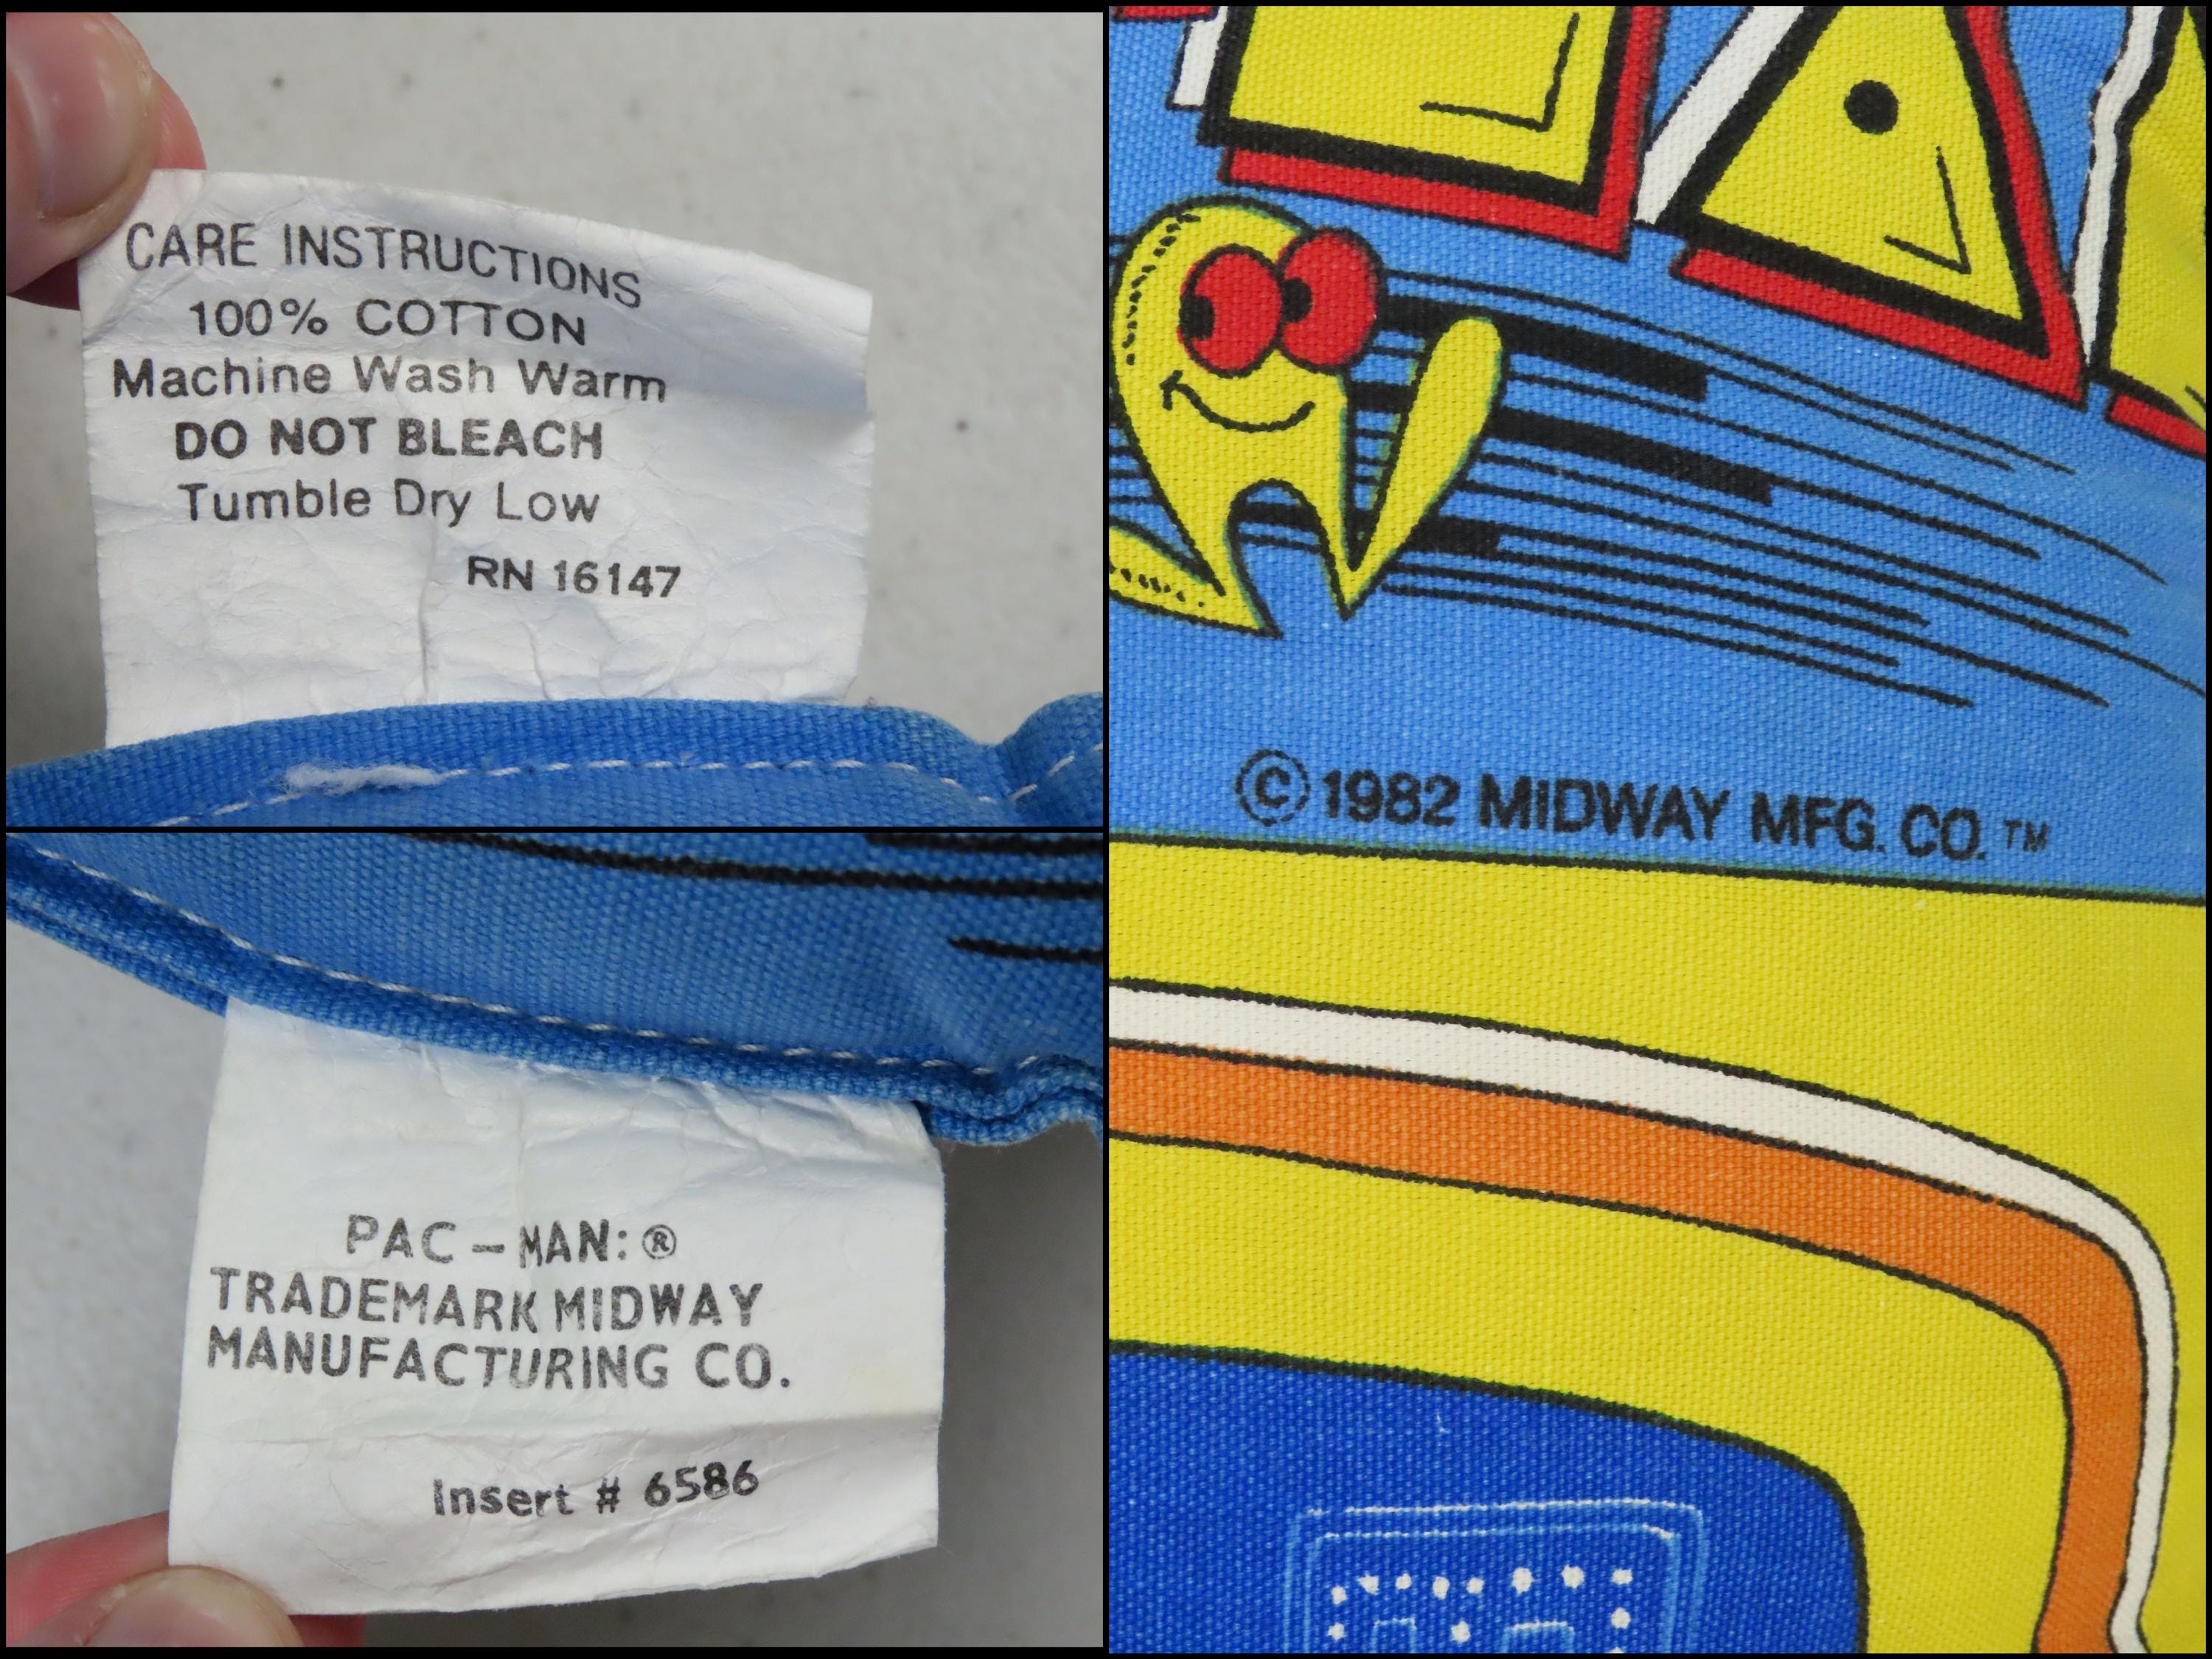 CARE INSTRUCTIONS
100% COTTON
Machine Wash Warm
DO NOT BLEACH
Tumble Dry Low
RN 16147
PAC-MAN:®
TRADEMARK MIDWAY
MANUFACTURING CO.
Insert # 6586
©1982 MIDWAY MFG. CO. TM